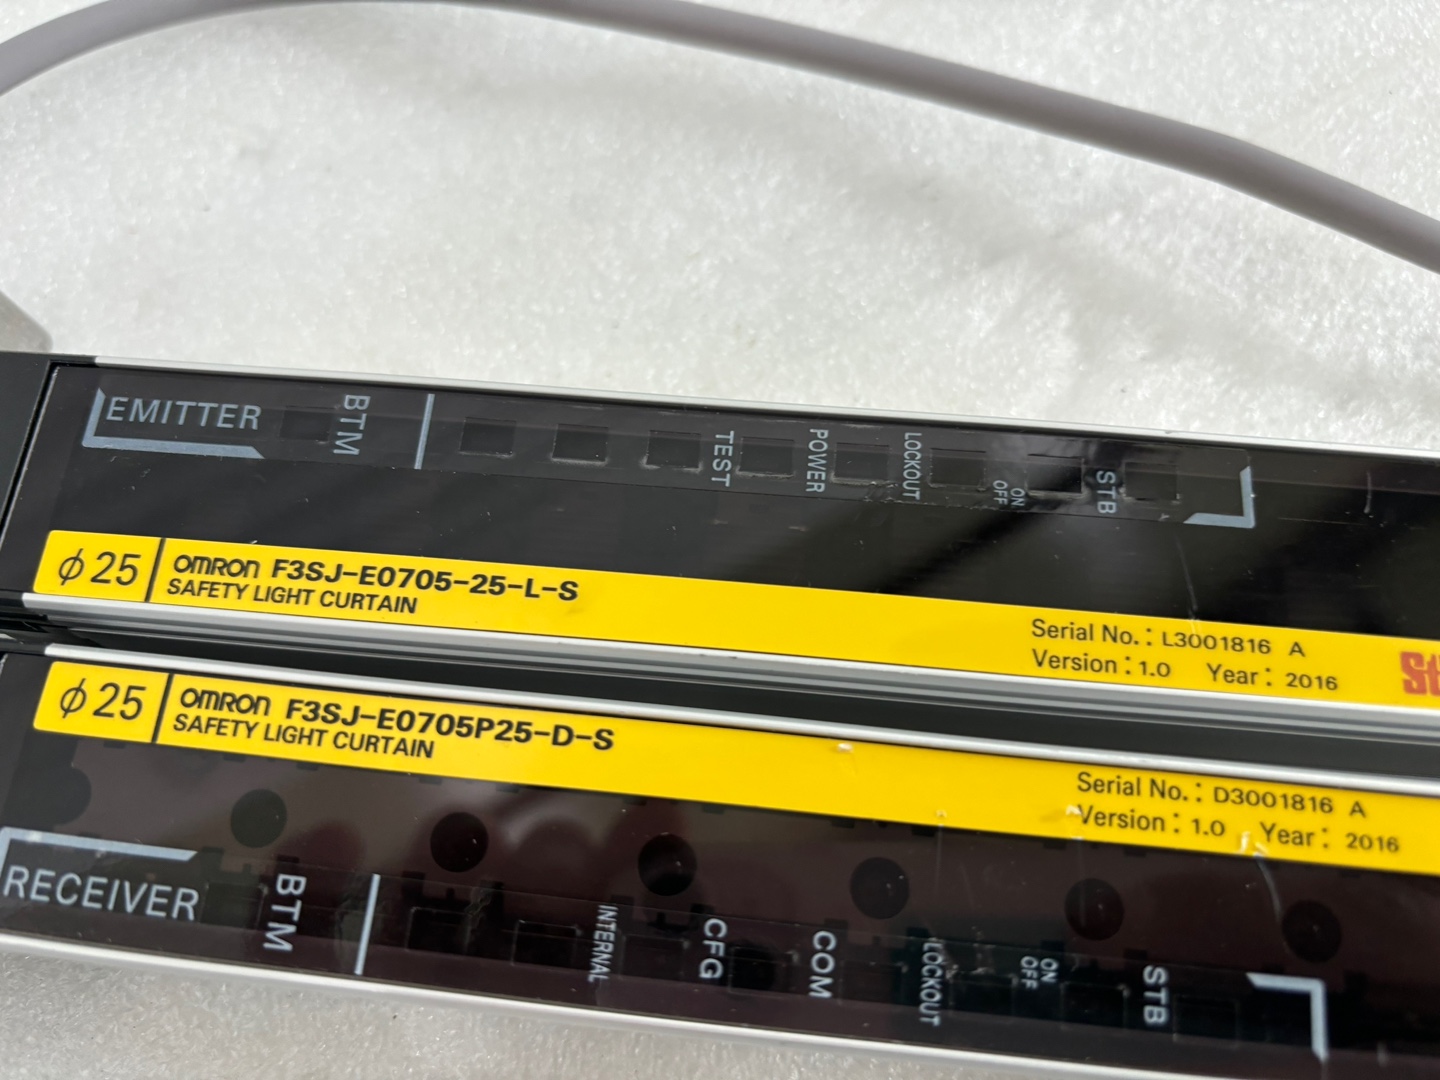 EMITTER
BTM
TEST
POWER
LOCKOUT
ON
OFF
STB
φ25
OMRON F3SJ-E0705-25-L-S
SAFETY LIGHT CURTAIN
Serial No.: L3001816 A
Version: 1.0 Year: 2016
φ25
OMRON F3SJ-E0705P25-D-S
SAFETY LIGHT CURTAIN
Serial No.: D3001816 A
Version: 1.0 Year: 2016
RECEIVER
BTM
INTERNAL
CFG
COM
LOCKOUT
ON
OFF
STB